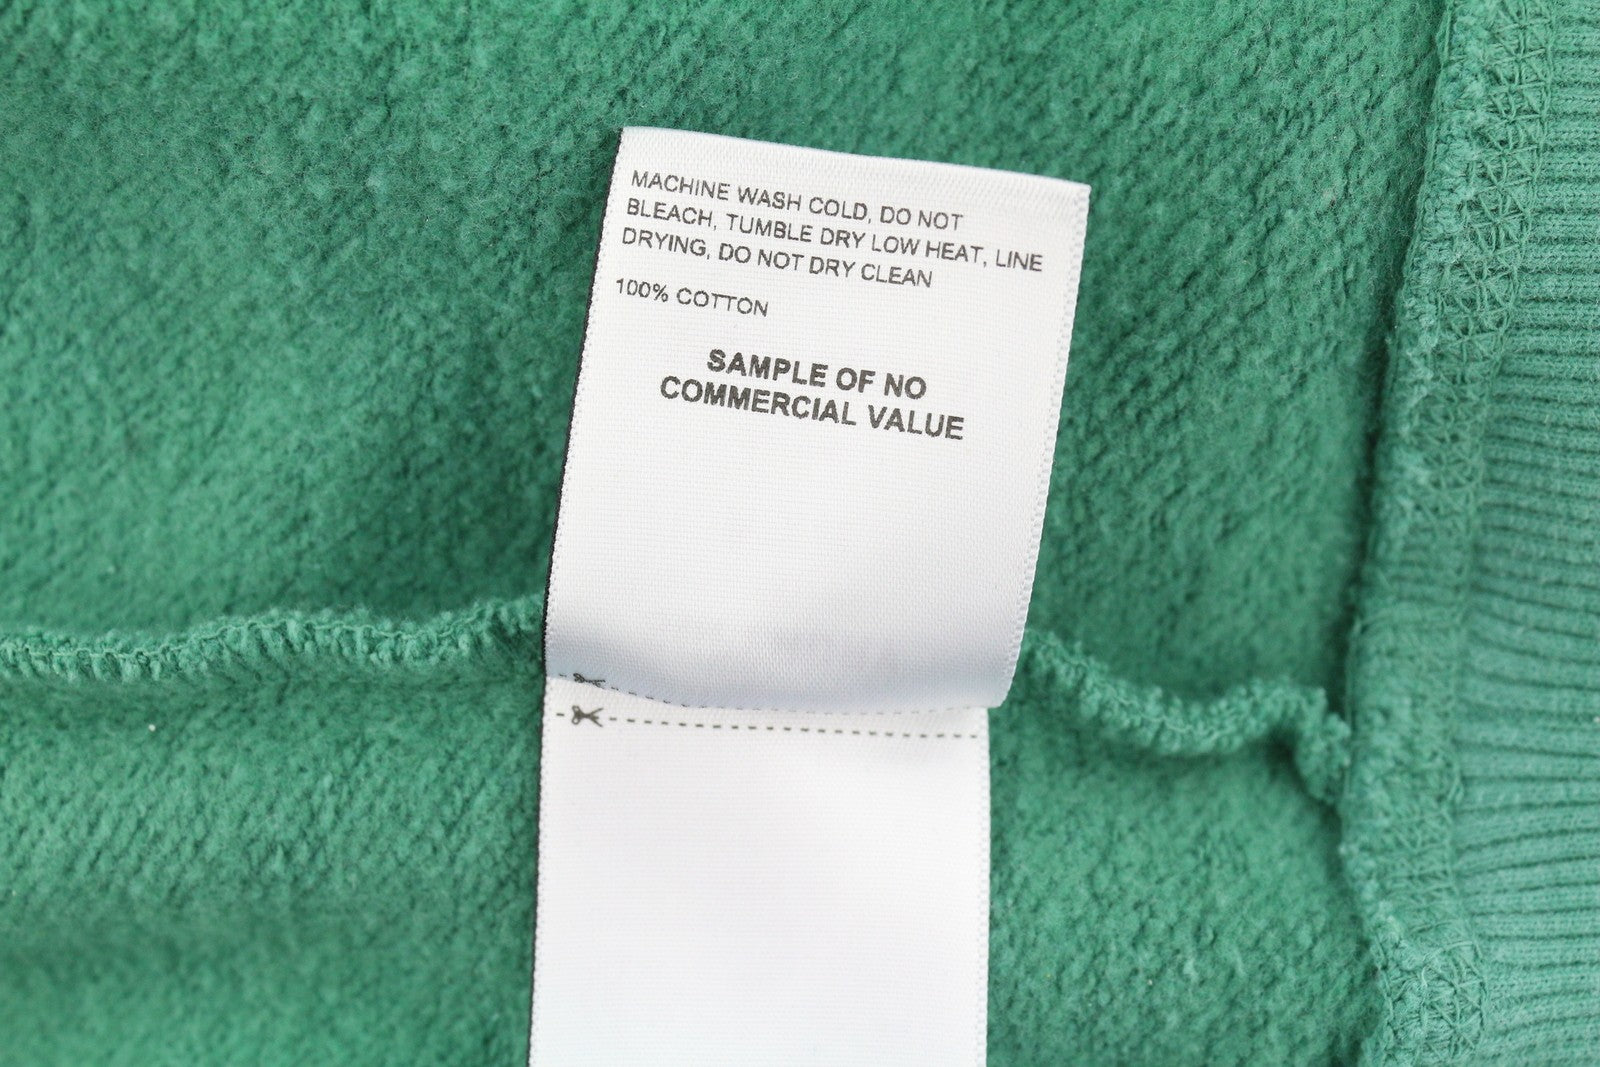 MACHINE WASH COLD, DO NOT
BLEACH, TUMBLE DRY LOW HEAT, LINE
DRYING, DO NOT DRY CLEAN
100% COTTON
SAMPLE OF NO
COMMERCIAL VALUE